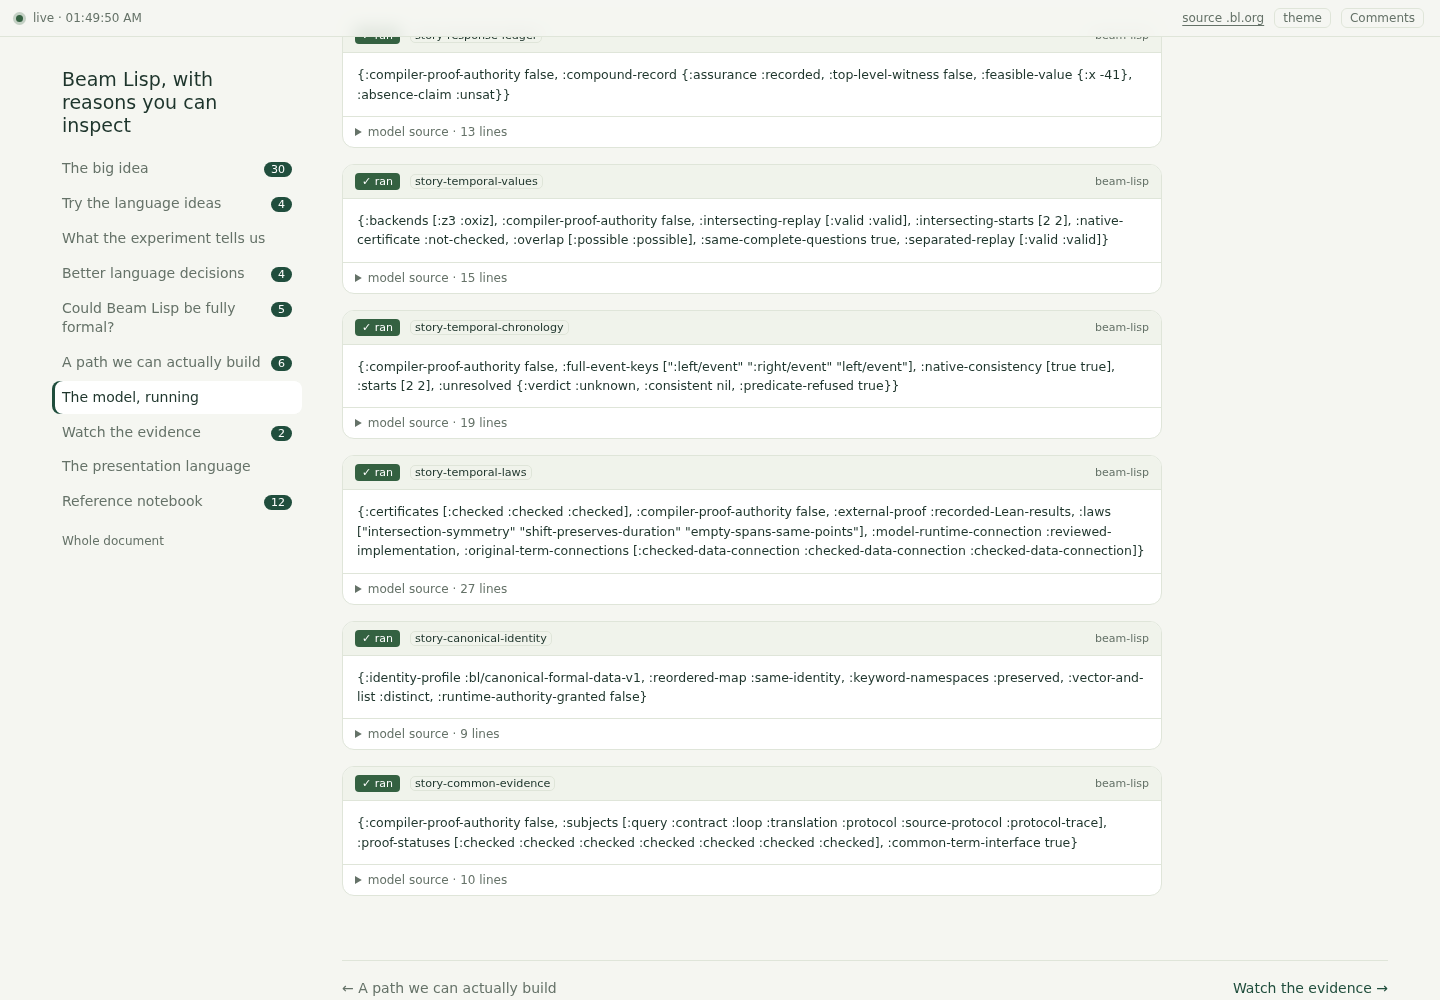 live · 01:49:50 AM
source .bl.org
theme
Comments
Beam Lisp, with
reasons you can
inspect
The big idea 30
Try the language ideas 4
What the experiment tells us
Better language decisions 4
Could Beam Lisp be fully 5
formal?
A path we can actually build 6
The model, running
Watch the evidence 2
The presentation language
Reference notebook 12
Whole document
✓ ran story-response-ledger beam-lisp
{:compiler-proof-authority false, :compound-record {:assurance :recorded, :top-level-witness false, :feasible-value {:x -41},
:absence-claim :unsat}}
▶ model source · 13 lines
✓ ran story-temporal-values beam-lisp
{:backends [:z3 :oxiz], :compiler-proof-authority false, :intersecting-replay [:valid :valid], :intersecting-starts [2 2], :native-
certificate :not-checked, :overlap [:possible :possible], :same-complete-questions true, :separated-replay [:valid :valid]}
▶ model source · 15 lines
✓ ran story-temporal-chronology beam-lisp
{:compiler-proof-authority false, :full-event-keys [":left/event" ":right/event" "left/event"], :native-consistency [true true],
:starts [2 2], :unresolved {:verdict :unknown, :consistent nil, :predicate-refused true}}
▶ model source · 19 lines
✓ ran story-temporal-laws beam-lisp
{:certificates [:checked :checked :checked], :compiler-proof-authority false, :external-proof :recorded-Lean-results, :laws
["intersection-symmetry" "shift-preserves-duration" "empty-spans-same-points"], :model-runtime-connection :reviewed-
implementation, :original-term-connections [:checked-data-connection :checked-data-connection :checked-data-connection]}
▶ model source · 27 lines
✓ ran story-canonical-identity beam-lisp
{:identity-profile :bl/canonical-formal-data-v1, :reordered-map :same-identity, :keyword-namespaces :preserved, :vector-and-
list :distinct, :runtime-authority-granted false}
▶ model source · 9 lines
✓ ran story-common-evidence beam-lisp
{:compiler-proof-authority false, :subjects [:query :contract :loop :translation :protocol :source-protocol :protocol-trace],
:proof-statuses [:checked :checked :checked :checked :checked :checked :checked], :common-term-interface true}
▶ model source · 10 lines
← A path we can actually build
Watch the evidence →